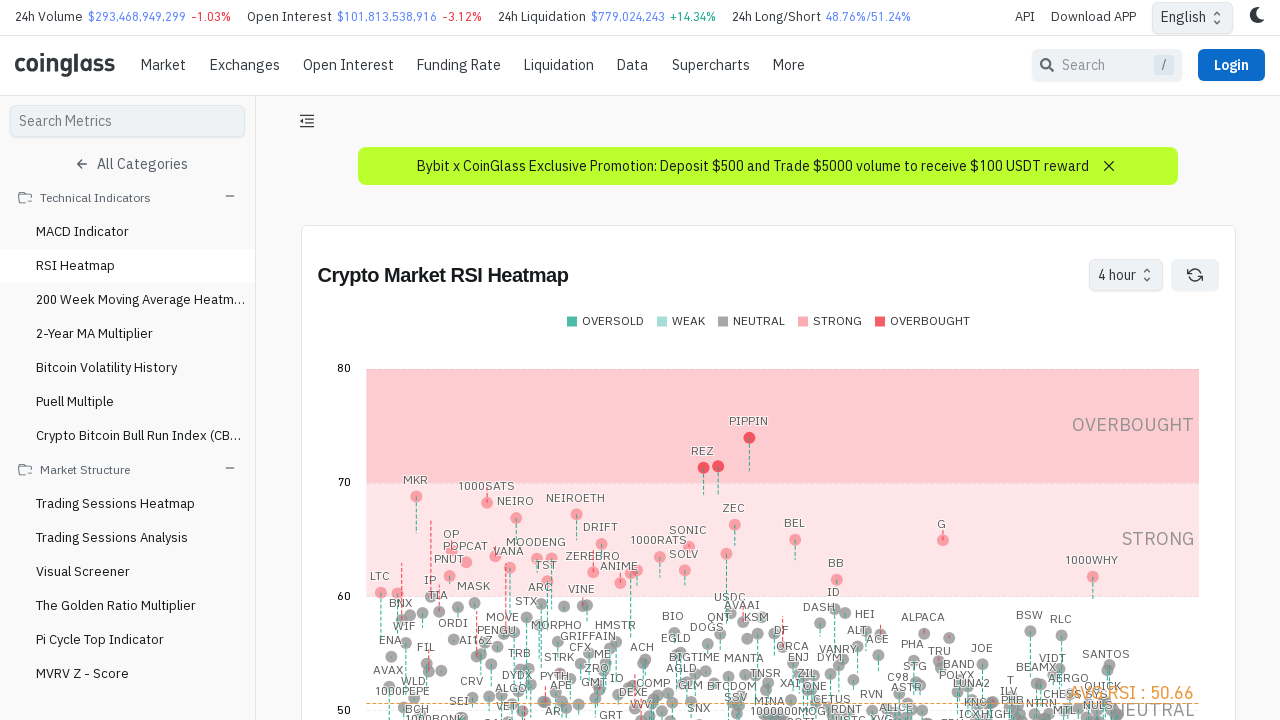 24h Volume $293,468,949,299 -1.03% Open Interest $101,813,538,916 -3.12% 24h Liquidation $779,024,243 +14.34% 24h Long/Short 48.76%/51.24% API Download APP English
coinglass Market Exchanges Open Interest Funding Rate Liquidation Data Supercharts More Search / Login
Search Metrics
All Categories
Technical Indicators
MACD Indicator
RSI Heatmap
200 Week Moving Average Heatm...
2-Year MA Multiplier
Bitcoin Volatility History
Puell Multiple
Crypto Bitcoin Bull Run Index (CB...
Market Structure
Trading Sessions Heatmap
Trading Sessions Analysis
Visual Screener
The Golden Ratio Multiplier
Pi Cycle Top Indicator
MVRV Z - Score
Bybit x CoinGlass Exclusive Promotion: Deposit $500 and Trade $5000 volume to receive $100 USDT reward
Crypto Market RSI Heatmap
4 hour
OVERSOLD WEAK NEUTRAL STRONG OVERBOUGHT
80
PIPPIN
OVERBOUGHT
REZ
70
MKR
1000SATS
NEIRO
NEIROETH
ZEC
DRIFT
BEL
G
OP
SONIC
STRONG
POPCAT
VANA
MOODENG
1000RATS
PNUT
TST
ZEREBRO
SOLV
ANIME
BB
1000WHY
LTC
IP
MASK
ARC
VINE
ID
60
BNX
TIA
STX
USDC
AVAAI
DASH
WIF
ORDI
MOVE
MORPHO
HMSTR
BIO
QNT
KSM
HEI
ALPACA
BSW
RLC
ENA
FIL
AI16Z
PENGU
GRIFFAIN
EGLD
DOGS
DF
ALT
ACE
PHA
TRU
JOE
SANTOS
TRB
STRK
CFX
ME
ACH
BIGTIME
MANTA
ORCA
ENJ
DYM
VANRY
STG
BAND
VIDT
AVAX
WLD
CRV
DYDX
PYTH
ZRO
AGLD
TNSR
ZIL
C98
POLYX
BEAMX
AERGO
1000PEPE
ALGO
APE
GMT
IO
COMP
GLM
BTCDOM
XAI
ONE
RVN
ASTR
LUNA2
T
ILV
QUICK
AVG RSI : 50.66
SEI
VET
DEXE
SSV
MINA
CETUS
KNC
PHB
CHESS
NULS
50
BCH
1000BONK
GRT
SNX
1000000MOG
RDNT
ALICE
ICX
HIGH
NTRN
MTL
NEUTRAL